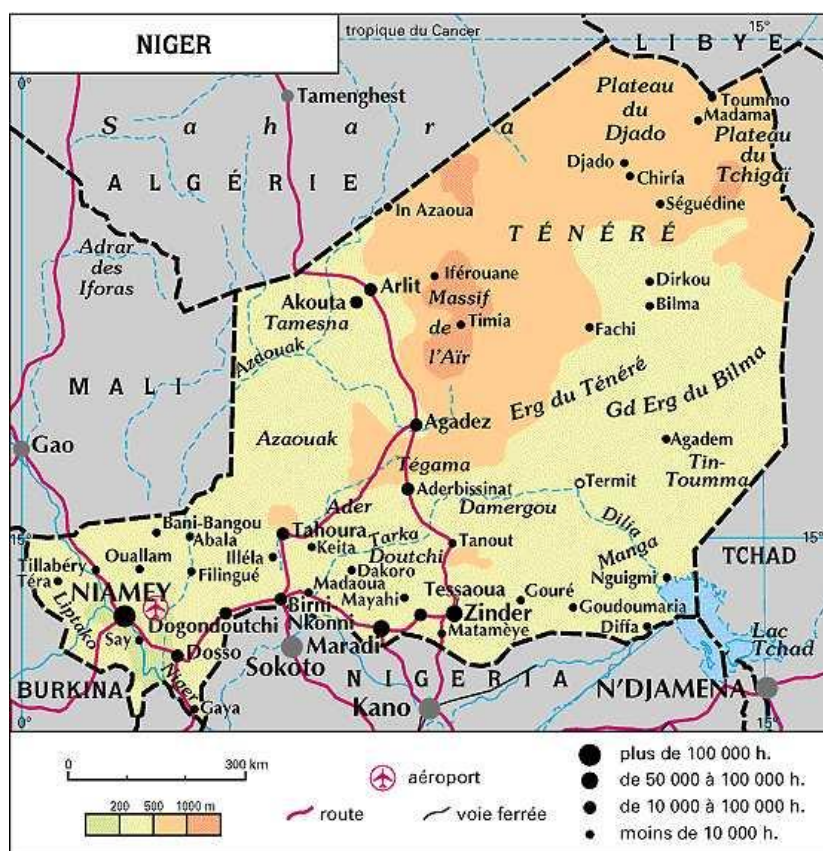 NIGER
tropique du Cancer
15°
LIBYE
0°
Tamenghest
Sahara
Plateau
du
Djado
Toummo
Madama
Plateau
du
Tchigaï
Djado
Chirfa
ALGÉRIE
In Azaoua
Séguédine
TÉNÉRÉ
Adrar
des
Iforas
Iférouane
Dirkou
Arlit
Akouta
Massif
de
l'Aïr
Bilma
Tamesna
Timia
Fachi
Azdouak
MALI
Erg du Ténéré
Gd Erg du Bilma
Agadez
Azaouak
Agadem
Gao
Tin-
Toumma
Tégama
Aderbissinat
Termit
Ader
Damergou
Bani-Bangou
Tahoura
Tarka
Dilia
15°
Abala
Keita
Doutchi
Tanout
15°
Ouallam
Illéla
Manga
TCHAD
Tillabéry
Filingué
Dakoro
Téra
Madaoua
Tessaoua
Nguigmi
NIAMEY
Mayahi
Gouré
Liptoko
Birni
Nkonni
Zinder
Goudoumaria
Dogondoutchi
Say
Maradi
Matamèye
Diffa
Dosso
Sokoto
Lac
Tchad
BURKINA
Niger
NIGERIA
N'DJAMENA
Gaya
Kano
0°
15°
0
300 km
aéroport
plus de 100 000 h.
de 50 000 à 100 000 h.
200 500 1000 m
route
voie ferrée
de 10 000 à 100 000 h.
moins de 10 000 h.